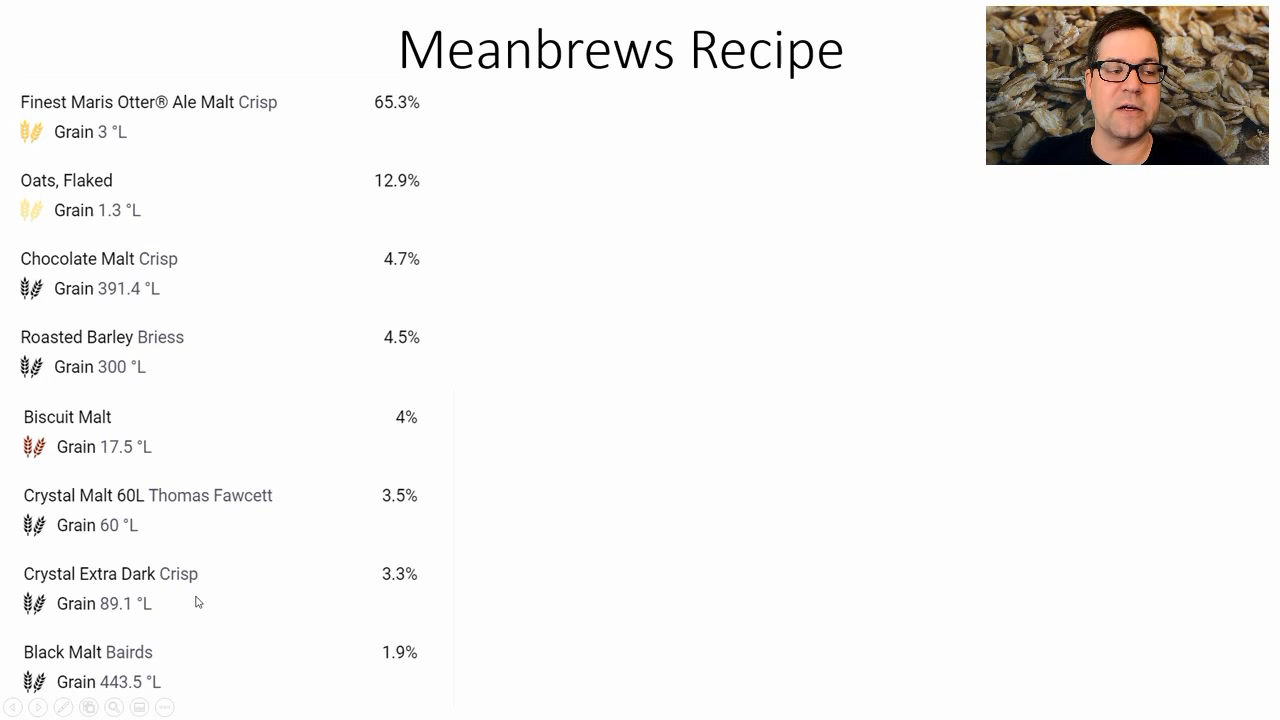 Meanbrews Recipe
Finest Maris Otter® Ale Malt Crisp 65.3%
Grain 3 °L
Oats, Flaked 12.9%
Grain 1.3 °L
Chocolate Malt Crisp 4.7%
Grain 391.4 °L
Roasted Barley Briess 4.5%
Grain 300 °L
Biscuit Malt 4%
Grain 17.5 °L
Crystal Malt 60L Thomas Fawcett 3.5%
Grain 60 °L
Crystal Extra Dark Crisp 3.3%
Grain 89.1 °L
Black Malt Bairds 1.9%
Grain 443.5 °L